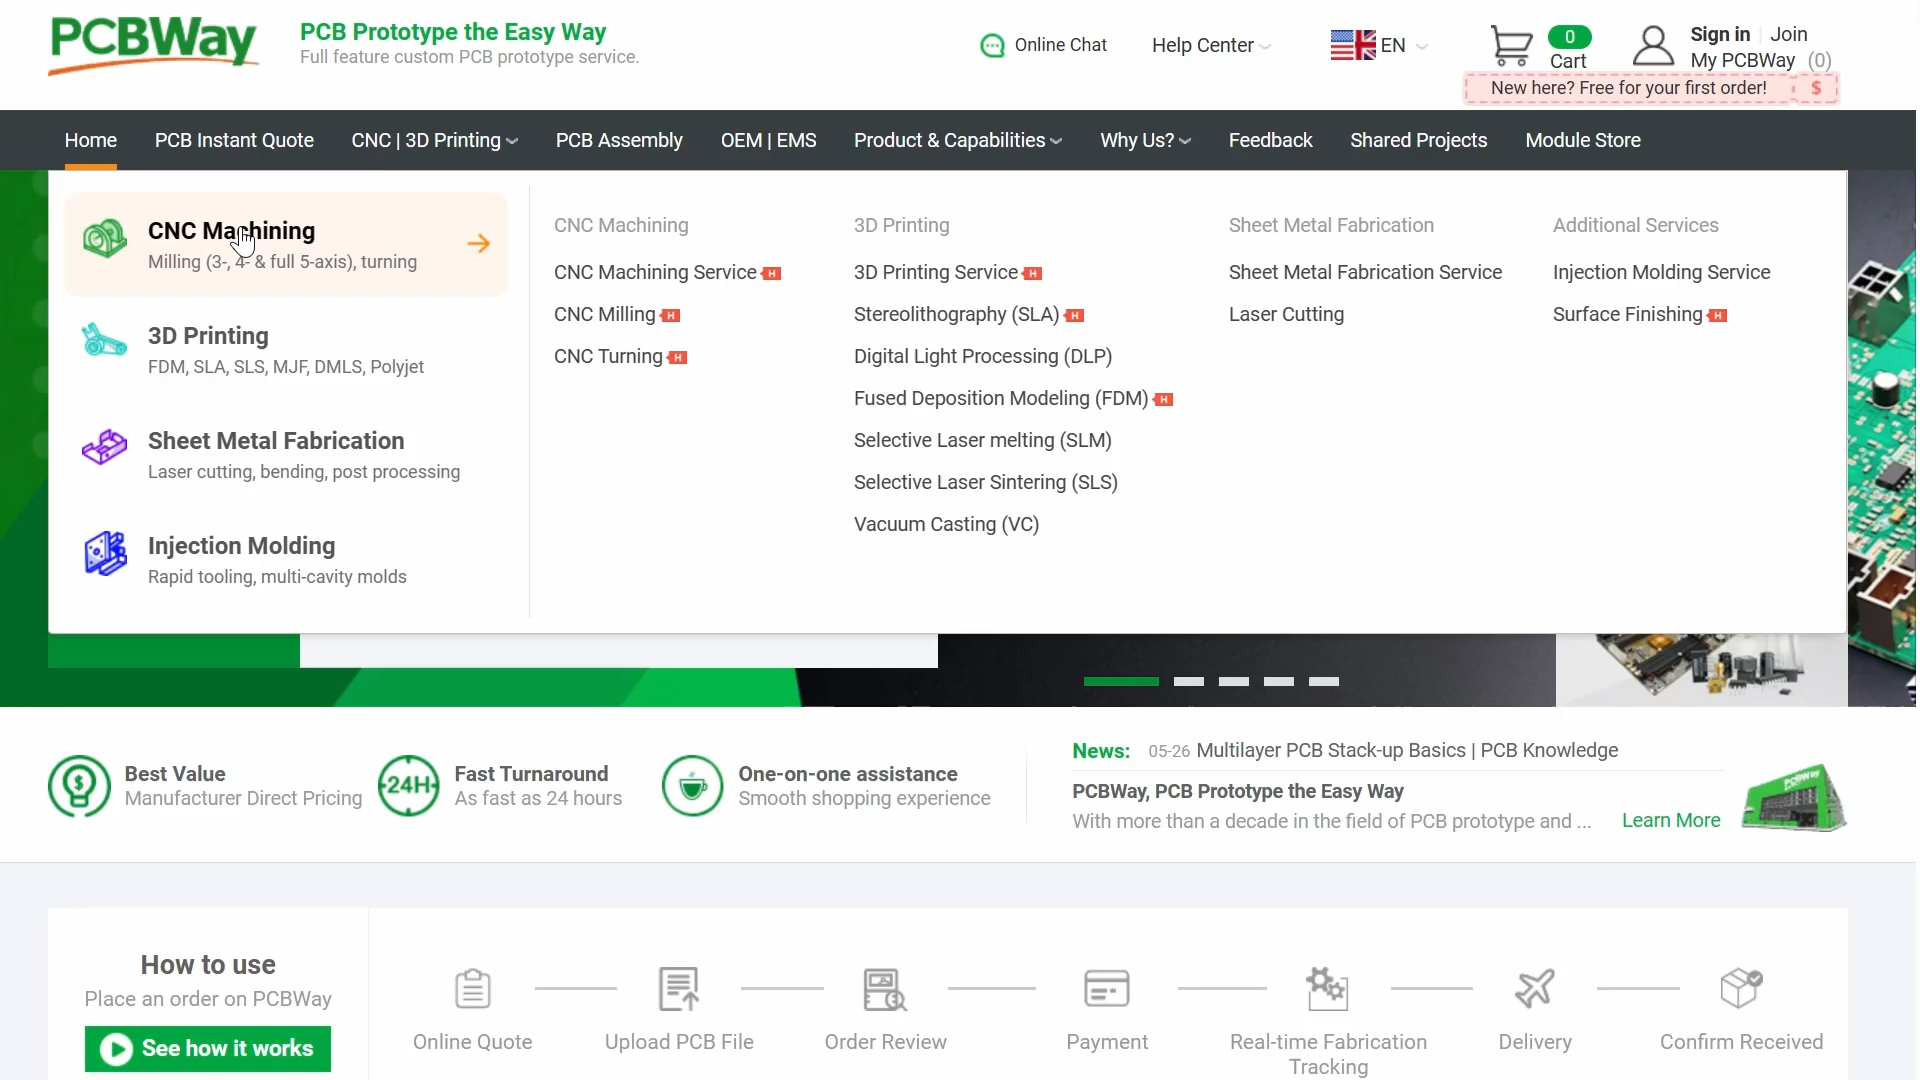 PCBWay
PCB Prototype the Easy Way
Full feature custom PCB prototype service.
Online Chat
Help Center
EN
0
Cart
Sign in
Join
My PCBWay (0)
New here? Free for your first order!
$
Home
PCB Instant Quote
CNC | 3D Printing
PCB Assembly
OEM | EMS
Product & Capabilities
Why Us?
Feedback
Shared Projects
Module Store
CNC Machining
Milling (3-, 4- & full 5-axis), turning
3D Printing
FDM, SLA, SLS, MJF, DMLS, Polyjet
Sheet Metal Fabrication
Laser cutting, bending, post processing
Injection Molding
Rapid tooling, multi-cavity molds
CNC Machining
CNC Machining Service H
CNC Milling H
CNC Turning H
3D Printing
3D Printing Service H
Stereolithography (SLA) H
Digital Light Processing (DLP)
Fused Deposition Modeling (FDM) H
Selective Laser melting (SLM)
Selective Laser Sintering (SLS)
Vacuum Casting (VC)
Sheet Metal Fabrication
Sheet Metal Fabrication Service
Laser Cutting
Additional Services
Injection Molding Service
Surface Finishing H
$
Best Value
Manufacturer Direct Pricing
24H
Fast Turnaround
As fast as 24 hours
One-on-one assistance
Smooth shopping experience
News: 05-26 Multilayer PCB Stack-up Basics | PCB Knowledge
PCBWay, PCB Prototype the Easy Way
With more than a decade in the field of PCB prototype and ...
Learn More
PCBWay
How to use
Place an order on PCBWay
See how it works
Online Quote
Upload PCB File
Order Review
Payment
Real-time Fabrication
Tracking
Delivery
Confirm Received